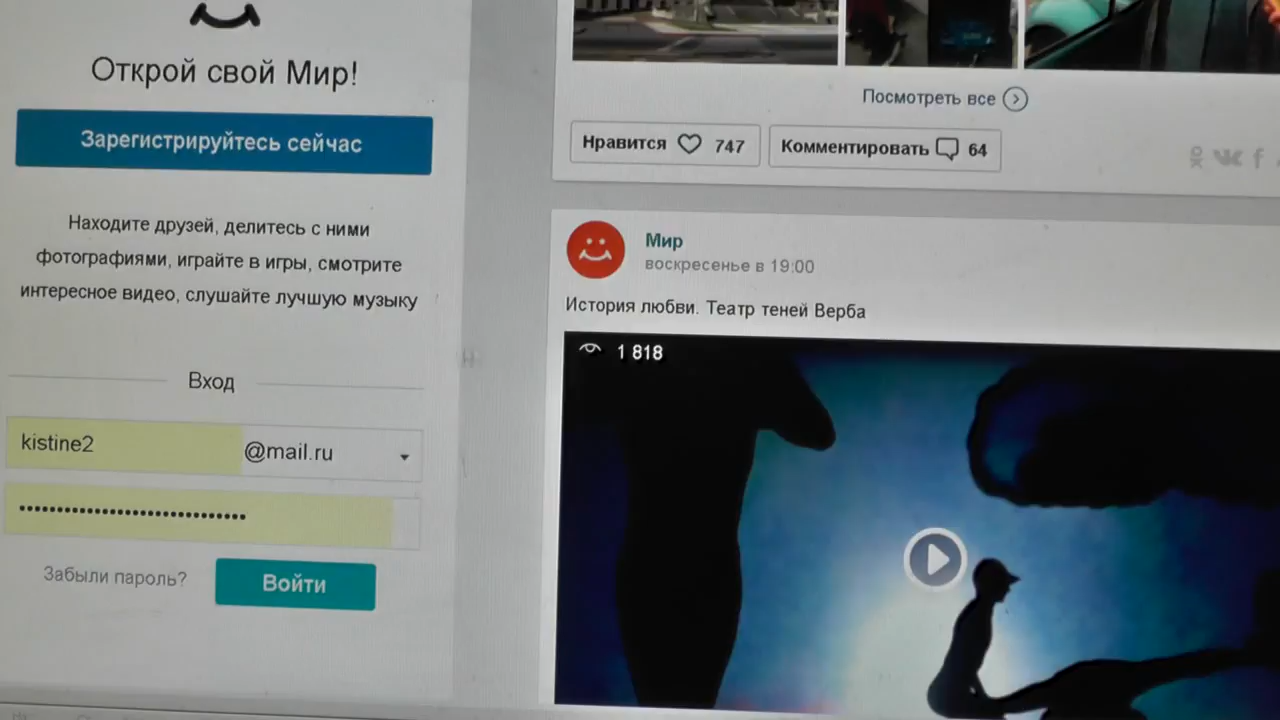 Открой свой Мир!
Зарегистрируйтесь сейчас
Находите друзей, делитесь с ними
фотографиями, играйте в игры, смотрите
интересное видео, слушайте лучшую музыку
Вход
kistine2 @mail.ru
••••••••••••••••••••••••••••••
Забыли пароль? Войти
Посмотреть все
Нравится 747 Комментировать 64
Мир
воскресенье в 19:00
История любви. Театр теней Верба
1 818